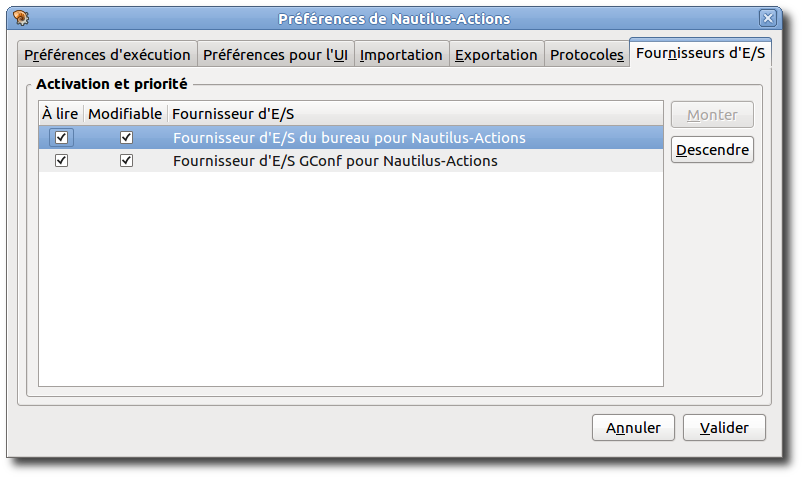 Préférences de Nautilus-Actions
Préférences d'exécution Préférences pour l'UI Importation Exportation Protocoles Fournisseurs d'E/S
Activation et priorité
À lire Modifiable Fournisseur d'E/S
Fournisseur d'E/S du bureau pour Nautilus-Actions
Fournisseur d'E/S GConf pour Nautilus-Actions
Monter
Descendre
Annuler Valider